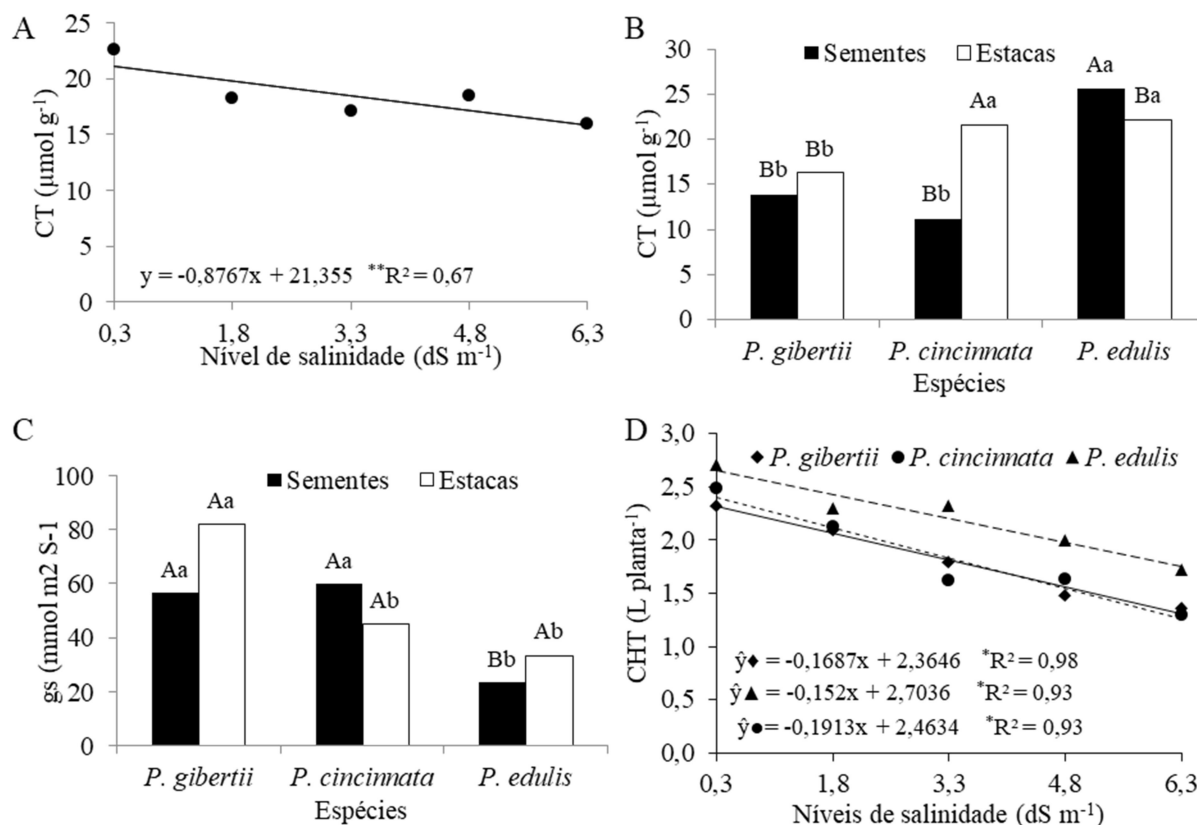 A
CT (µmol g⁻¹)
25
20
15
10
5
0
y = -0,8767x + 21,355 **R² = 0,67
0,3 1,8 3,3 4,8 6,3
Nível de salinidade (dS m⁻¹)
B
CT (µmol g⁻¹)
30
25
20
15
10
5
0
Sementes Estacas
Bb Bb Bb Aa Aa Ba
P. gibertii P. cincinnata P. edulis
Espécies
C
gs (mmol m2 S-1
100
80
60
40
20
0
Sementes Estacas
Aa Aa Aa Ab Bb Ab
P. gibertii P. cincinnata P. edulis
Espécies
D
CHT (L planta⁻¹)
3,0
2,5
2,0
1,5
1,0
0,5
0,0
P. gibertii P. cincinnata P. edulis
ŷ◆= -0,1687x + 2,3646 *R² = 0,98
ŷ▲= -0,152x + 2,7036 *R² = 0,93
ŷ●= -0,1913x + 2,4634 *R² = 0,93
0,3 1,8 3,3 4,8 6,3
Níveis de salinidade (dS m⁻¹)